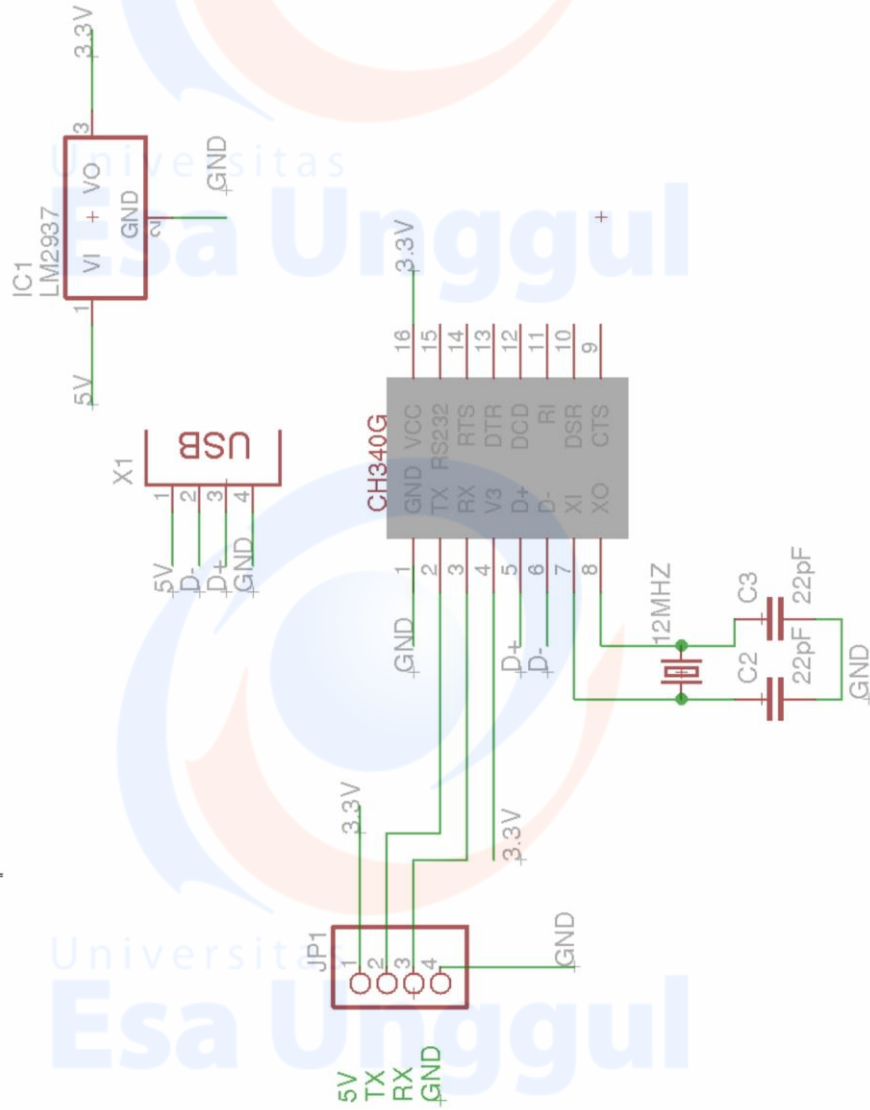 IC1
LM2937
5V
1
VI
VO
GND
2
3
3.3V
GND
Universitas
Esa Unggul
X1
USB
1
2
3
4
5V
D-
D+
GND
CH340G
3.3V
16
15
14
13
12
11
10
9
GND VCC
TX RS232
RX RTS
V3 DTR
D+ DCD
D- RI
XI DSR
XO CTS
1
2
3
4
5
6
7
8
GND
D+
D-
12MHZ
C3
22pF
C2
22pF
GND
3.3V
3.3V
JP1
1
2
3
4
GND
Universitas
Esa Unggul
5V
TX
RX
GND